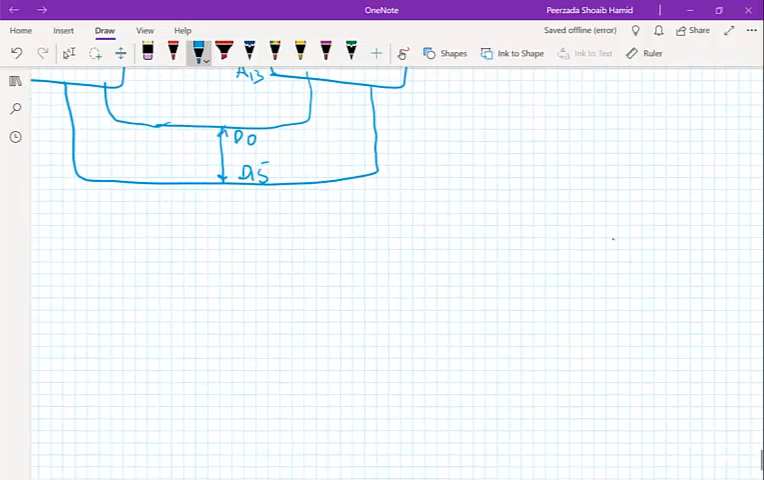 OneNote
Peerzada Shoaib Hamid
Home Insert Draw View Help
Saved offline (error)
Share
Shapes
Ink to Shape
Ink to Text
Ruler
A13
D0
D15